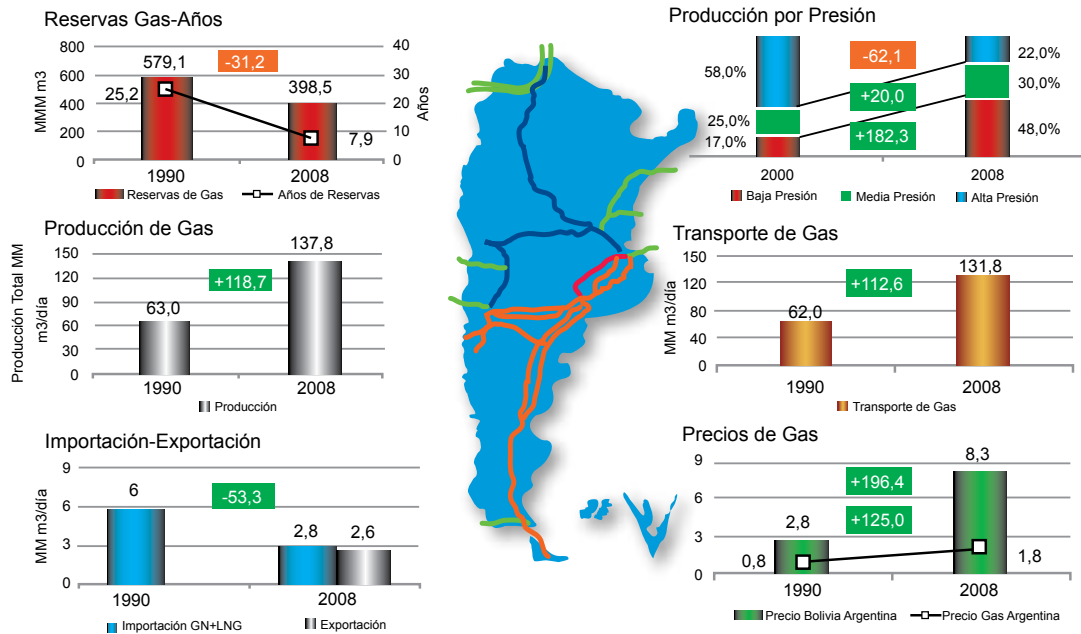 Reservas Gas-Años
MMM m3
800
600
400
200
0
579,1
25,2
-31,2
398,5
7,9
40
30
20
10
0
Años
1990
2008
Reservas de Gas
Años de Reservas
Producción de Gas
Producción Total MM
m3/día
150
120
90
60
30
0
63,0
+118,7
137,8
1990
2008
Producción
Importación-Exportación
MM m3/día
9
6
3
0
6
-53,3
2,8
2,6
1990
2008
Importación GN+LNG
Exportación
Producción por Presión
58,0%
25,0%
17,0%
-62,1
+20,0
+182,3
22,0%
30,0%
48,0%
2000
2008
Baja Presión
Media Presión
Alta Presión
Transporte de Gas
MM m3/día
150
120
80
40
0
62,0
+112,6
131,8
1990
2008
Transporte de Gas
Precios de Gas
MM m3/día
9
6
3
0
2,8
0,8
+196,4
+125,0
8,3
1,8
1990
2008
Precio Bolivia Argentina
Precio Gas Argentina